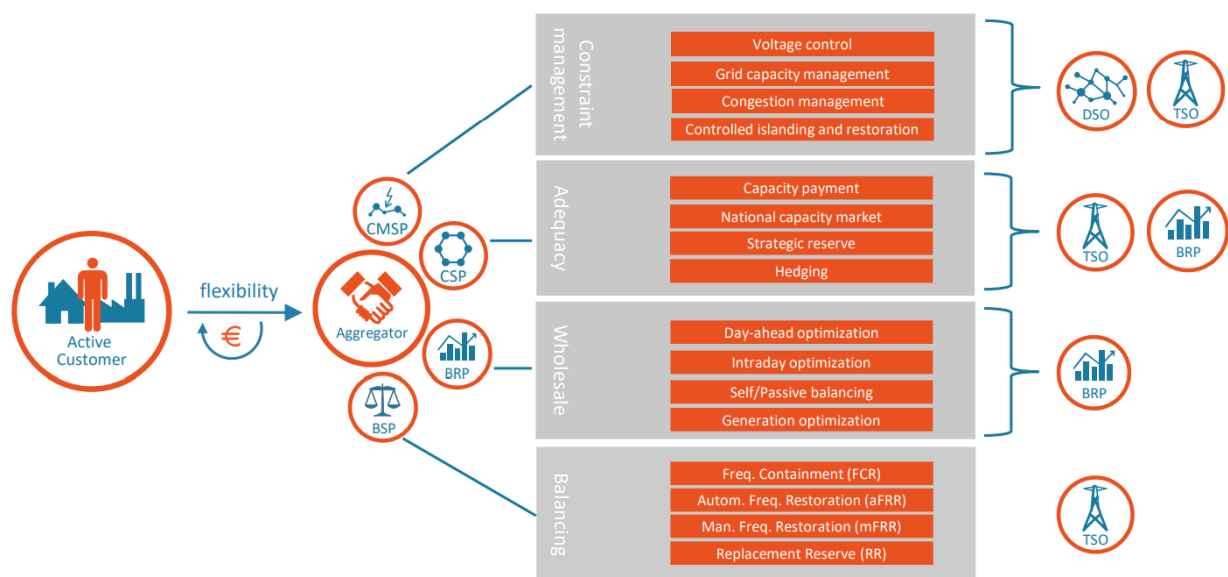 Active
Customer
flexibility
€
Aggregator
CMSP
CSP
BRP
BSP
Constraint
management
Voltage control
Grid capacity management
Congestion management
Controlled islanding and restoration
DSO
TSO
Adequacy
Capacity payment
National capacity market
Strategic reserve
Hedging
TSO
BRP
Wholesale
Day-ahead optimization
Intraday optimization
Self/Passive balancing
Generation optimization
BRP
Balancing
Freq. Containment (FCR)
Autom. Freq. Restoration (aFRR)
Man. Freq. Restoration (mFRR)
Replacement Reserve (RR)
TSO